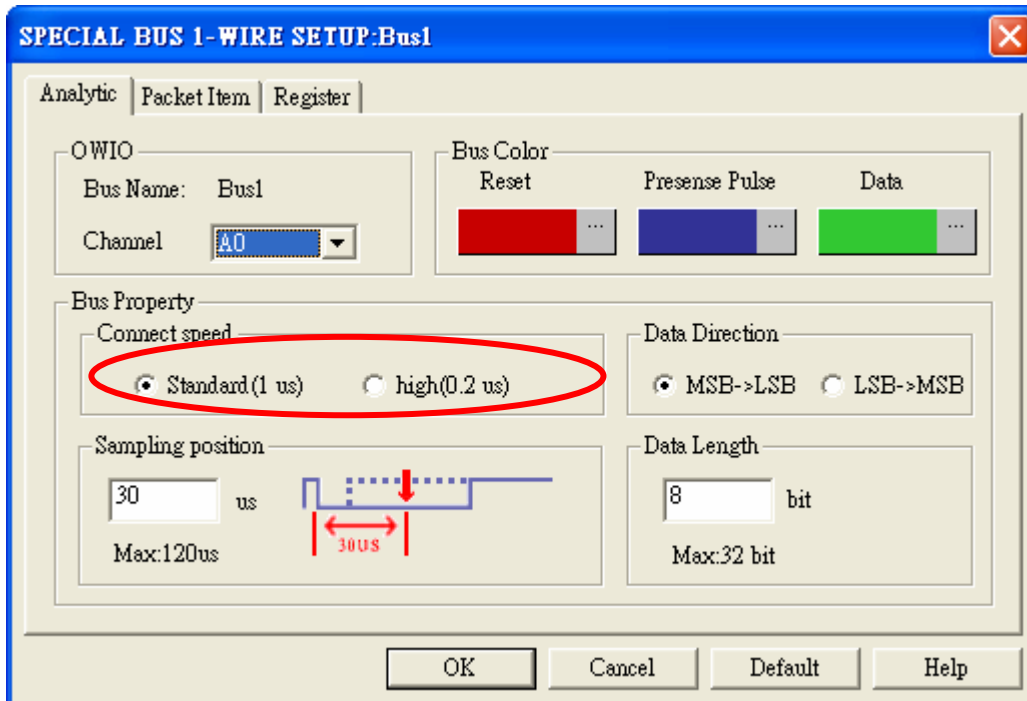 SPECIAL BUS 1-WIRE SETUP:Bus1
Analytic
Packet Item
Register
OWIO
Bus Name: Bus1
Channel A0
Bus Color
Reset
Presense Pulse
Data
...
...
...
Bus Property
Connect speed
Standard(1 us)
high(0.2 us)
Data Direction
MSB->LSB
LSB->MSB
Sampling position
30 us
30US
Max:120us
Data Length
8 bit
Max:32 bit
OK
Cancel
Default
Help